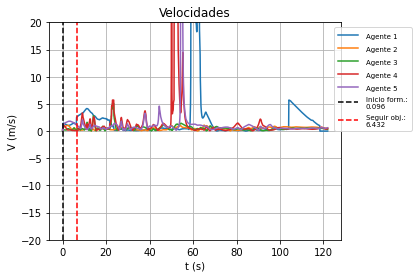 Velocidades
20
15
10
5
0
−5
−10
−15
−20
V (m/s)
0
20
40
60
80
100
120
t (s)
Agente 1
Agente 2
Agente 3
Agente 4
Agente 5
Inicio form.:
0.096
Seguir obj.:
6.432